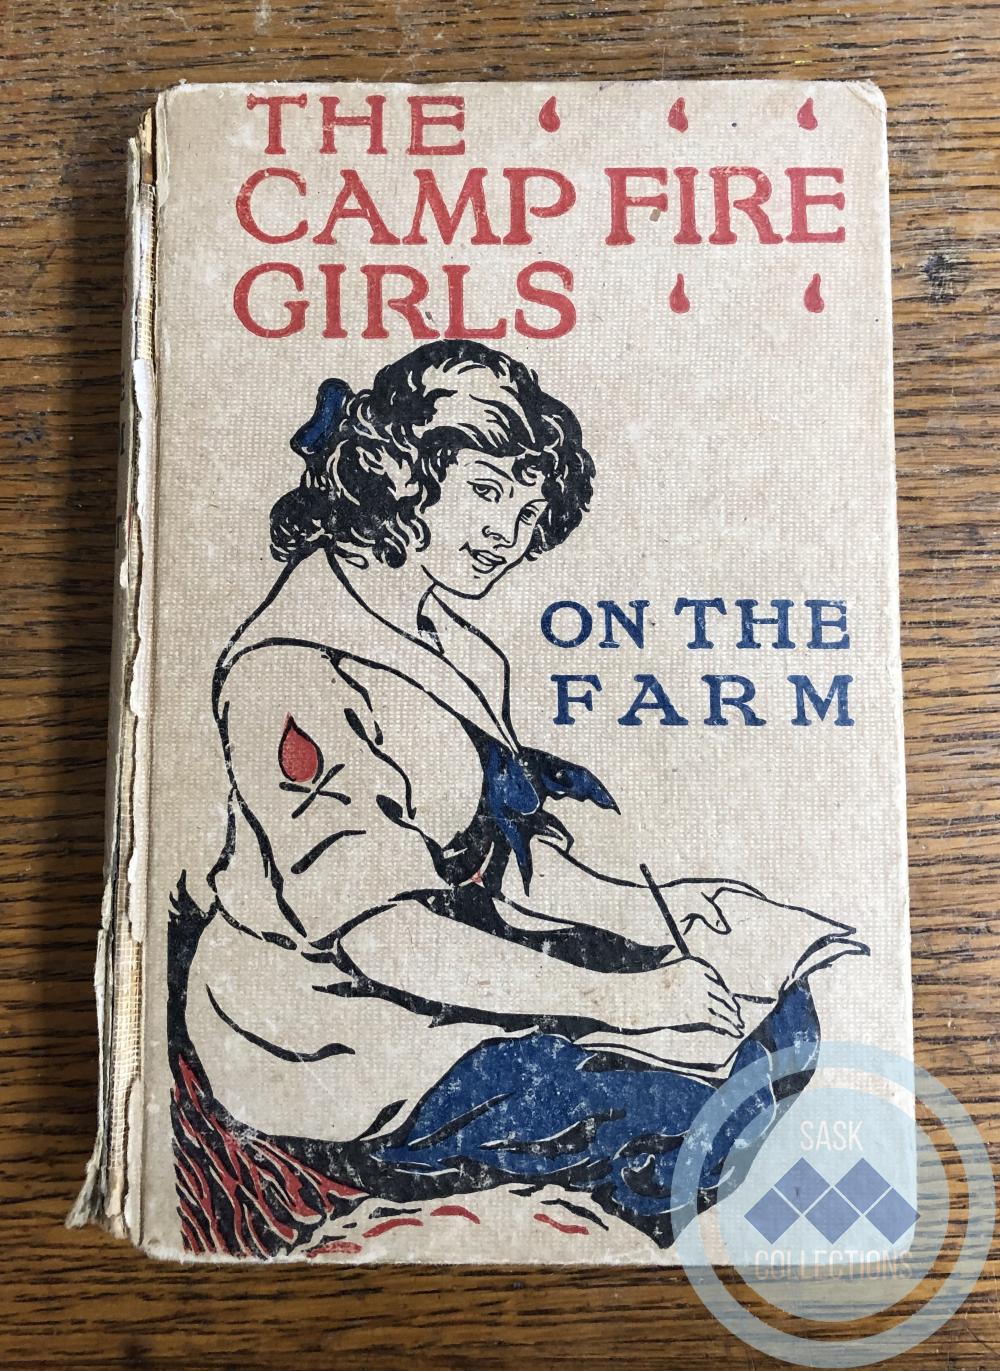 THE
CAMP FIRE
GIRLS
ON THE
FARM
SASK
COLLECTIONS